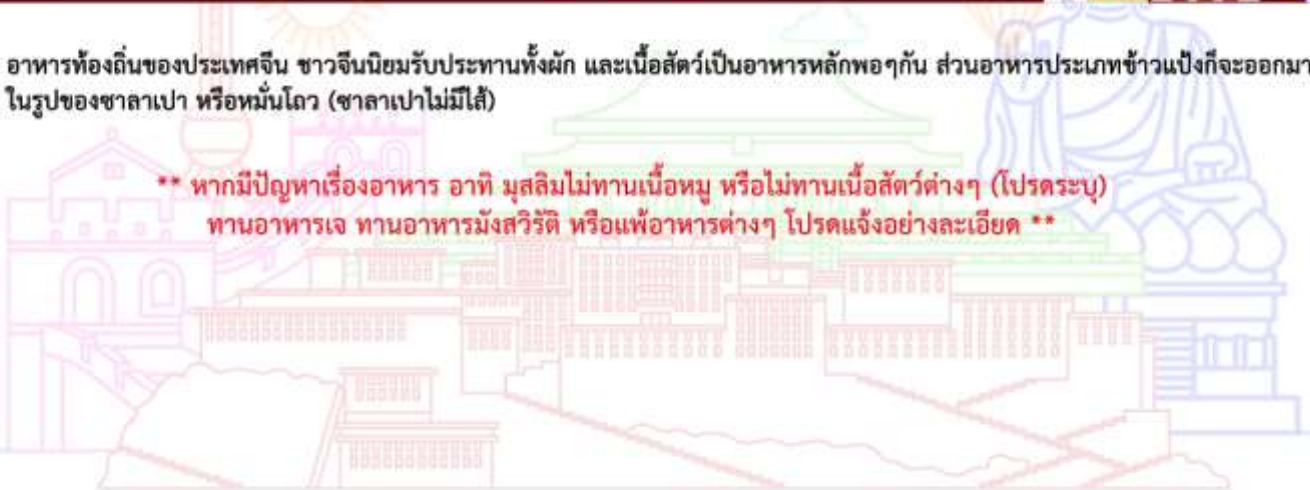 อาหารท้องถิ่นของประเทศจีน ชาวจีนนิยมรับประทานทั้งผัก และเนื้อสัตว์เป็นอาหารหลักพอๆกัน ส่วนอาหารประเภทข้าวแป้งก็จะออกมา
ในรูปของซาลาเปา หรือหมั่นโถว (ซาลาเปาไม่มีไส้)
** หากมีปัญหาเรื่องอาหาร อาทิ มุสลิมไม่ทานเนื้อหมู หรือไม่ทานเนื้อสัตว์ต่างๆ (โปรดระบุ)
ทานอาหารเจ ทานอาหารมังสวิรัติ หรือแพ้อาหารต่างๆ โปรดแจ้งอย่างละเอียด **